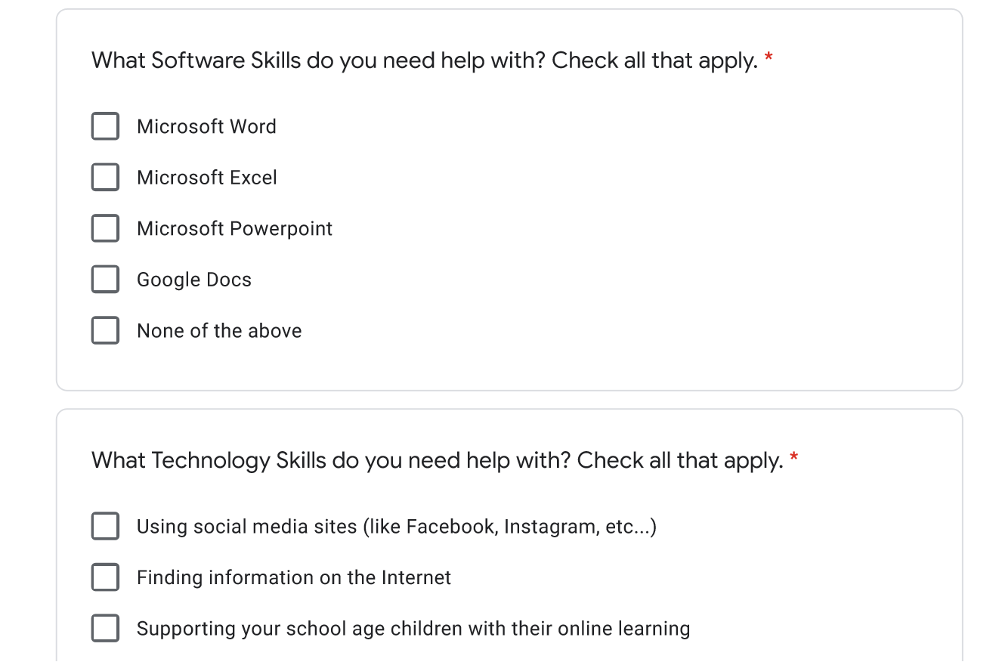 What Software Skills do you need help with? Check all that apply. *
Microsoft Word
Microsoft Excel
Microsoft Powerpoint
Google Docs
None of the above
What Technology Skills do you need help with? Check all that apply. *
Using social media sites (like Facebook, Instagram, etc...)
Finding information on the Internet
Supporting your school age children with their online learning